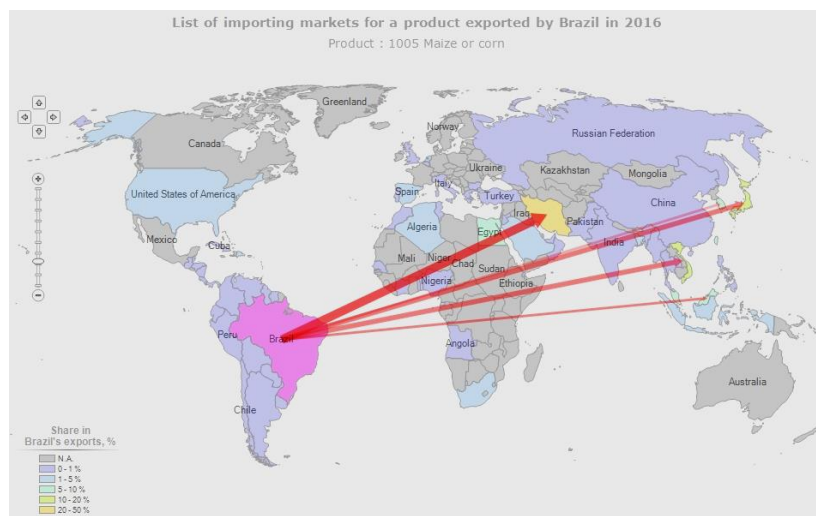 List of importing markets for a product exported by Brazil in 2016
Product : 1005 Maize or corn
Greenland
Canada
Norway
Russian Federation
Ukraine
Kazakhstan
Mongolia
United States of America
Spain
Italy
Turkey
China
Mexico
Cuba
Algeria
Egypt
Iraq
Pakistan
India
Mali
Niger
Chad
Sudan
Nigeria
Ethiopia
Peru
Brazil
Angola
Australia
Chile
Share in
Brazil's exports, %
N.A.
0 - 1 %
1 - 5 %
5 - 10 %
10 - 20 %
20 - 50 %